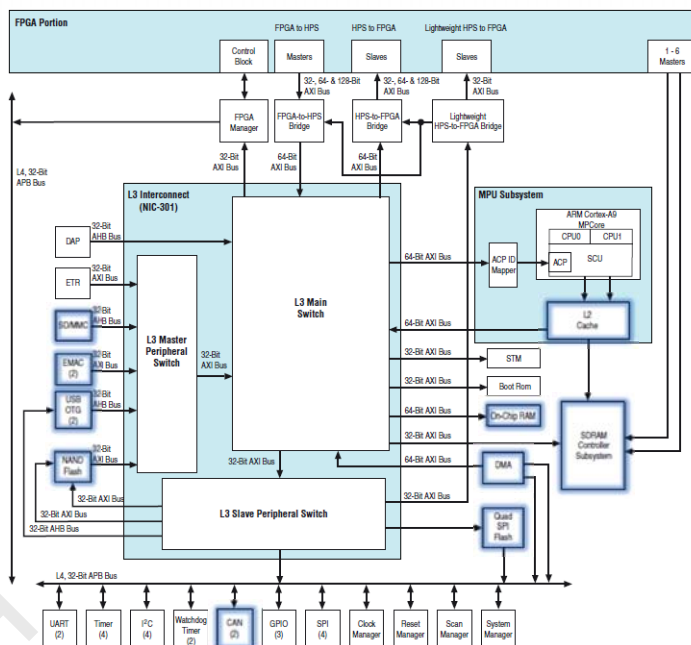 FPGA Portion
FPGA to HPS
HPS to FPGA
Lightweight HPS to FPGA
Control
Block
Masters
Slaves
Slaves
1 - 6
Masters
32-, 64- & 128-Bit
AXI Bus
32-, 64- & 128-Bit
AXI Bus
32-Bit
AXI Bus
FPGA
Manager
FPGA-to-HPS
Bridge
HPS-to-FPGA
Bridge
Lightweight
HPS-to-FPGA Bridge
L4, 32-Bit
APB Bus
32-Bit
AXI Bus
64-Bit
AXI Bus
64-Bit
AXI Bus
L3 Interconnect
(NIC-301)
MPU Subsystem
ARM Cortex-A9
MPCore
CPU0
CPU1
ACP
SCU
ACP ID
Mapper
L2
Cache
DAP
32-Bit
AHB Bus
ETR
32-Bit
AXI Bus
SD/MMC
32-Bit
AHB Bus
EMAC
(2)
32-Bit
AXI Bus
USB
OTG
(2)
32-Bit
AHB Bus
NAND
Flash
32-Bit
AXI Bus
L3 Master
Peripheral
Switch
32-Bit
AXI Bus
L3 Main
Switch
64-Bit AXI Bus
64-Bit AXI Bus
32-Bit AXI Bus
STM
32-Bit AXI Bus
Boot Rom
64-Bit AXI Bus
On-Chip RAM
32-Bit AXI Bus
SDRAM
Controller
Subsystem
64-Bit AXI Bus
DMA
32-Bit AXI Bus
32-Bit AXI Bus
32-Bit AXI Bus
32-Bit AXI Bus
32-Bit AHB Bus
L3 Slave Peripheral Switch
Quad
SPI
Flash
L4, 32-Bit APB Bus
UART
(2)
Timer
(4)
I²C
(4)
Watchdog
Timer
(2)
CAN
(2)
GPIO
(3)
SPI
(4)
Clock
Manager
Reset
Manager
Scan
Manager
System
Manager